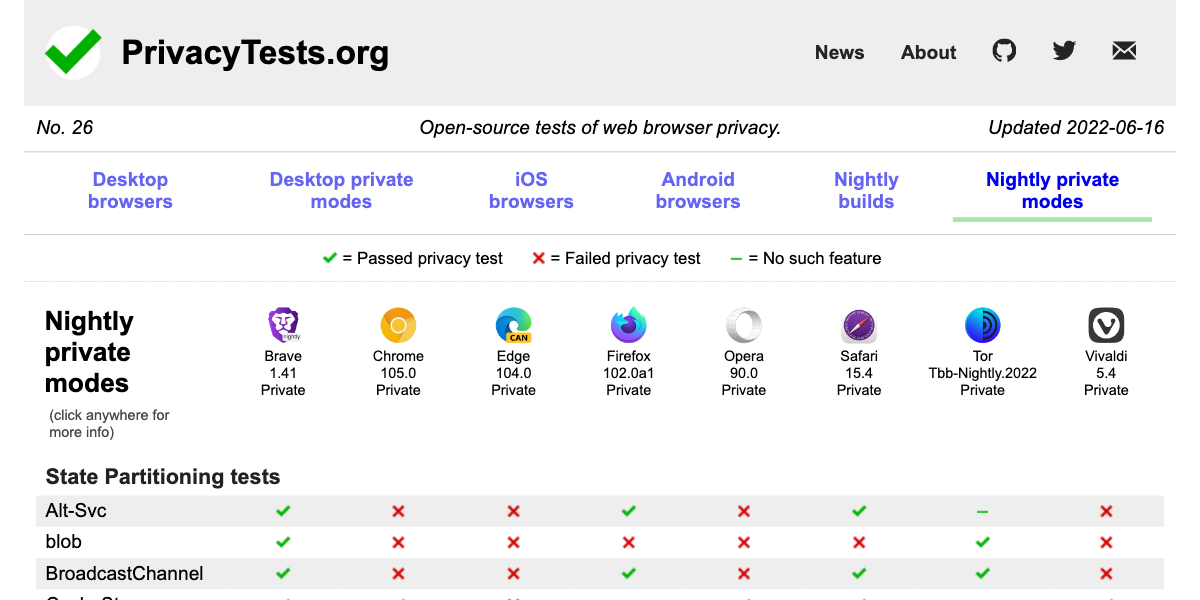 PrivacyTests.org
News About
No. 26 Open-source tests of web browser privacy. Updated 2022-06-16
Desktop browsers Desktop private modes iOS browsers Android browsers Nightly builds Nightly private modes
✔ = Passed privacy test ✖ = Failed privacy test – = No such feature
Nightly private modes
(click anywhere for more info)
Brave 1.41 Private
Chrome 105.0 Private
CAN
Edge 104.0 Private
Firefox 102.0a1 Private
Opera 90.0 Private
Safari 15.4 Private
Tor Tbb-Nightly.2022 Private
Vivaldi 5.4 Private
State Partitioning tests
Alt-Svc
blob
BroadcastChannel